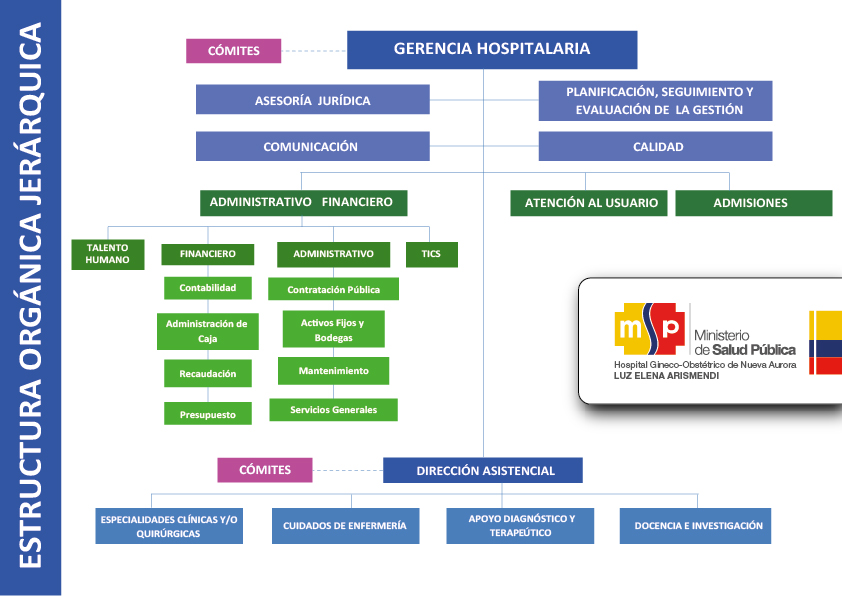 ESTRUCTURA ORGÁNICA JERÁRQUICA
CÓMITES
GERENCIA HOSPITALARIA
ASESORÍA JURÍDICA
PLANIFICACIÓN, SEGUIMIENTO Y
EVALUACIÓN DE LA GESTIÓN
COMUNICACIÓN
CALIDAD
ADMINISTRATIVO FINANCIERO
ATENCIÓN AL USUARIO
ADMISIONES
TALENTO
HUMANO
FINANCIERO
ADMINISTRATIVO
TICS
Contabilidad
Administración de
Caja
Recaudación
Presupuesto
Contratación Pública
Activos Fijos y
Bodegas
Mantenimiento
Servicios Generales
msp
Ministerio
de Salud Pública
Hospital Gineco-Obstétrico de Nueva Aurora
LUZ ELENA ARISMENDI
CÓMITES
DIRECCIÓN ASISTENCIAL
ESPECIALIDADES CLÍNICAS Y/O
QUIRÚRGICAS
CUIDADOS DE ENFERMERÍA
APOYO DIAGNÓSTICO Y
TERAPEÚTICO
DOCENCIA E INVESTIGACIÓN